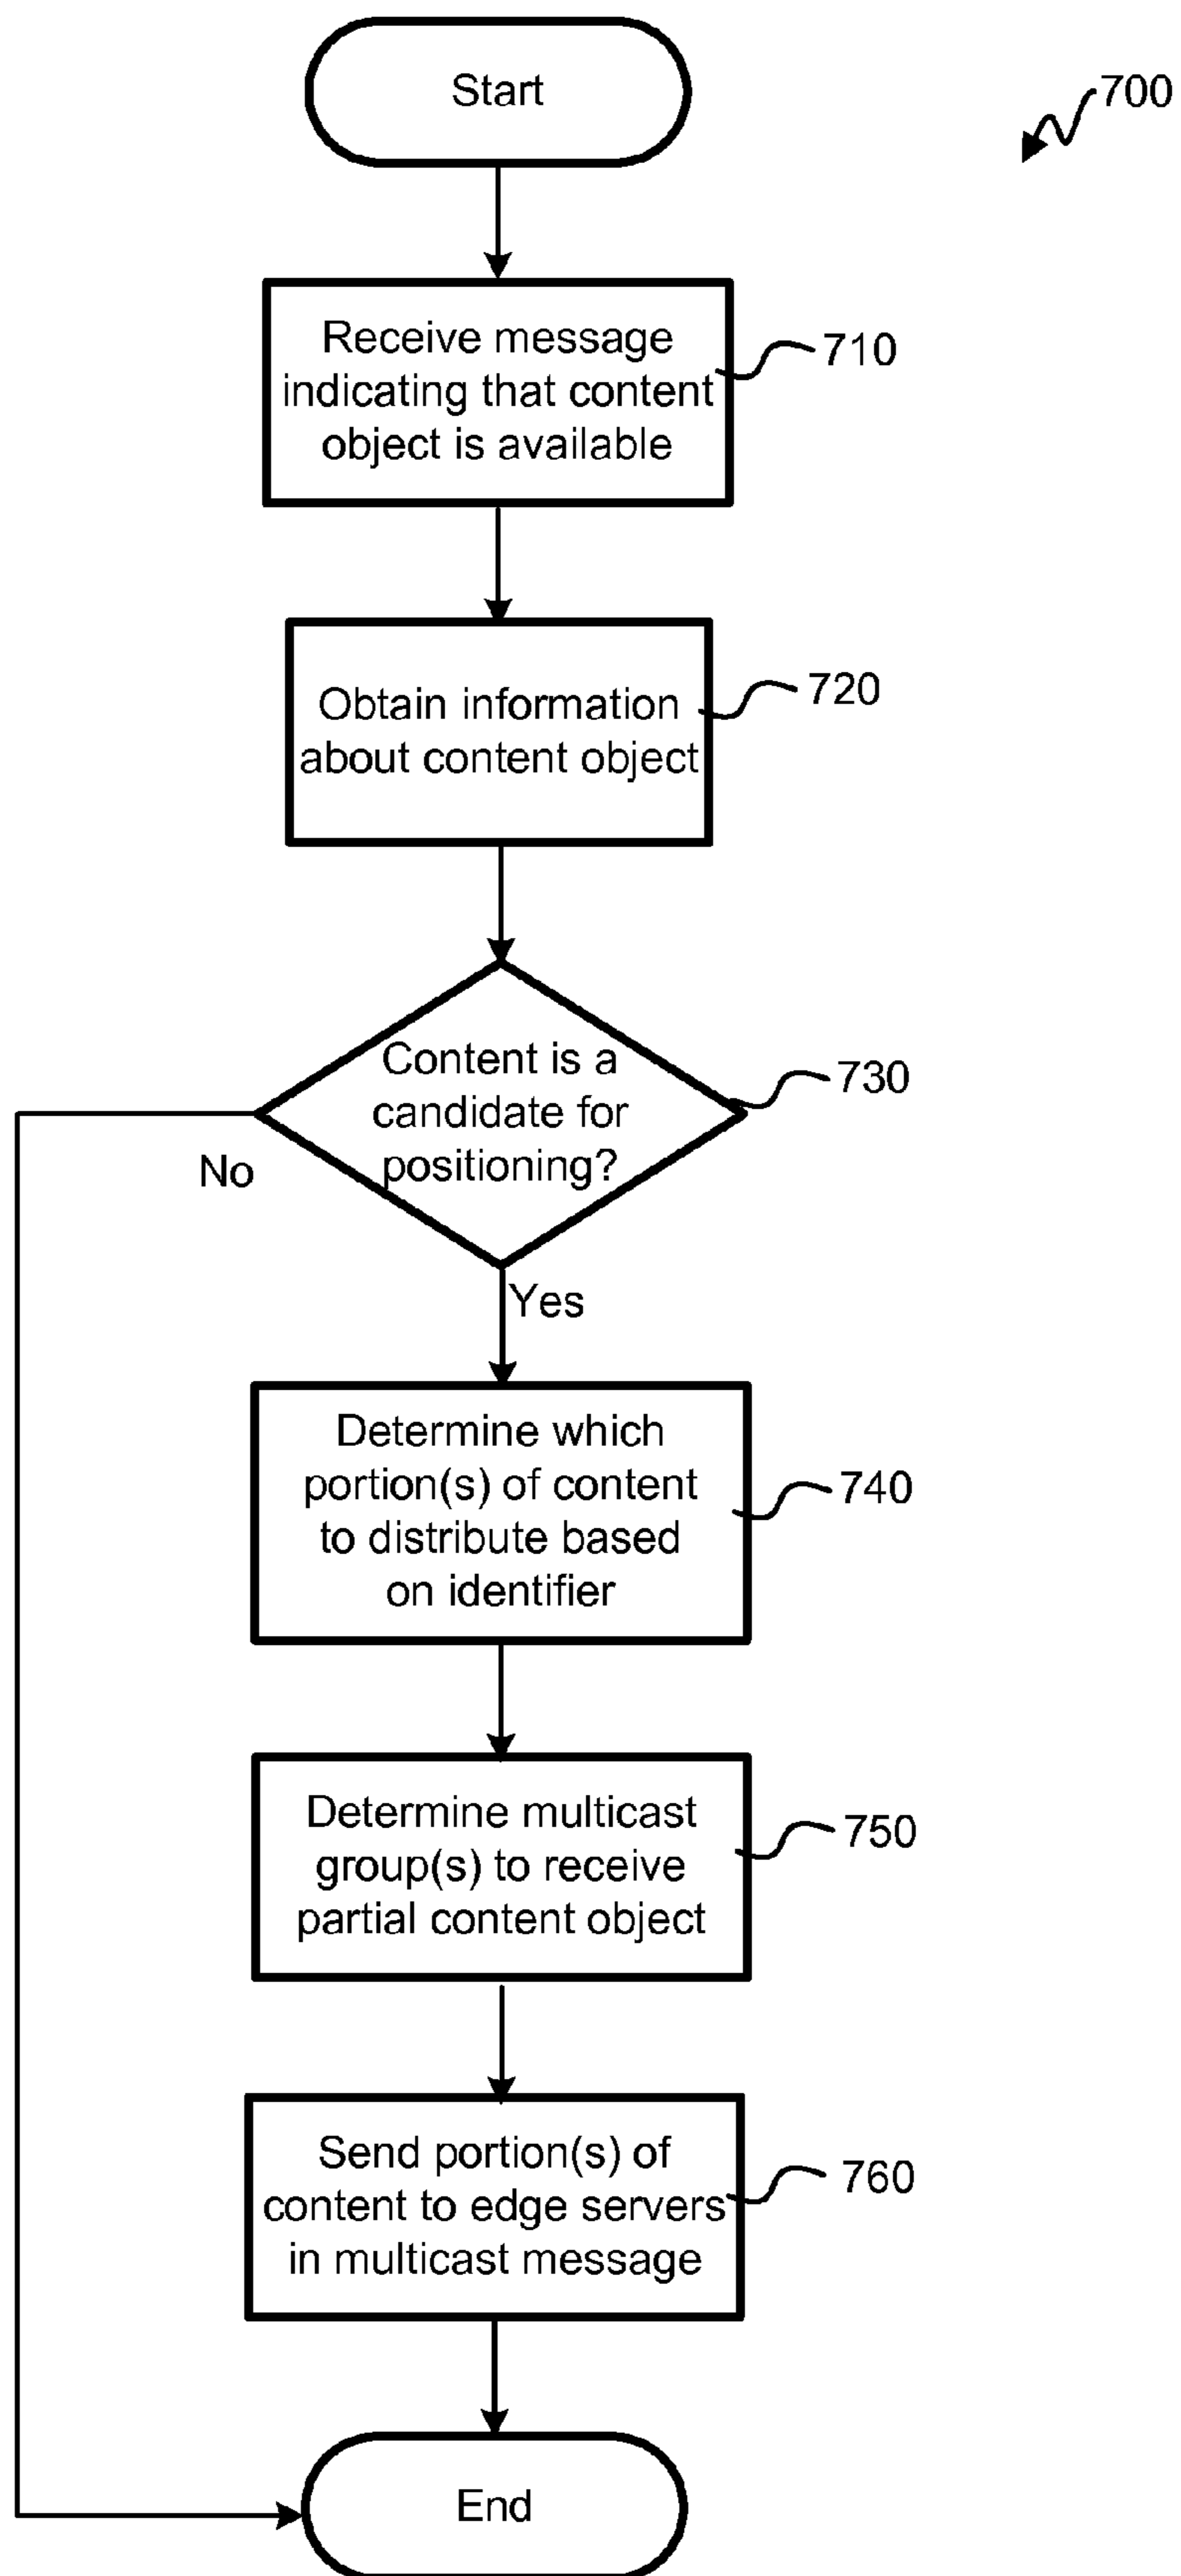 Start
700
Receive message
indicating that content
object is available
710
Obtain information
about content object
720
Content is a
candidate for
positioning?
730
No
Yes
Determine which
portion(s) of content
to distribute based
on identifier
740
Determine multicast
group(s) to receive
partial content object
750
Send portion(s) of
content to edge servers
in multicast message
760
End